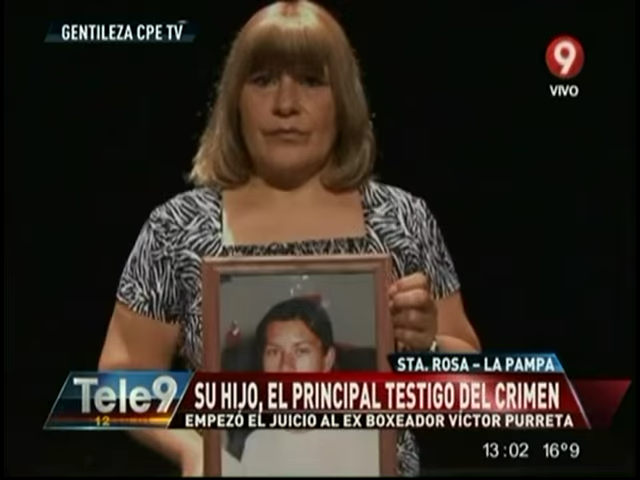 GENTILEZA CPE TV
9
VIVO
STA. ROSA – LA PAMPA
Tele9
12
SU HIJO, EL PRINCIPAL TESTIGO DEL CRIMEN
EMPEZÓ EL JUICIO AL EX BOXEADOR VÍCTOR PURRETA
13:02 16°9